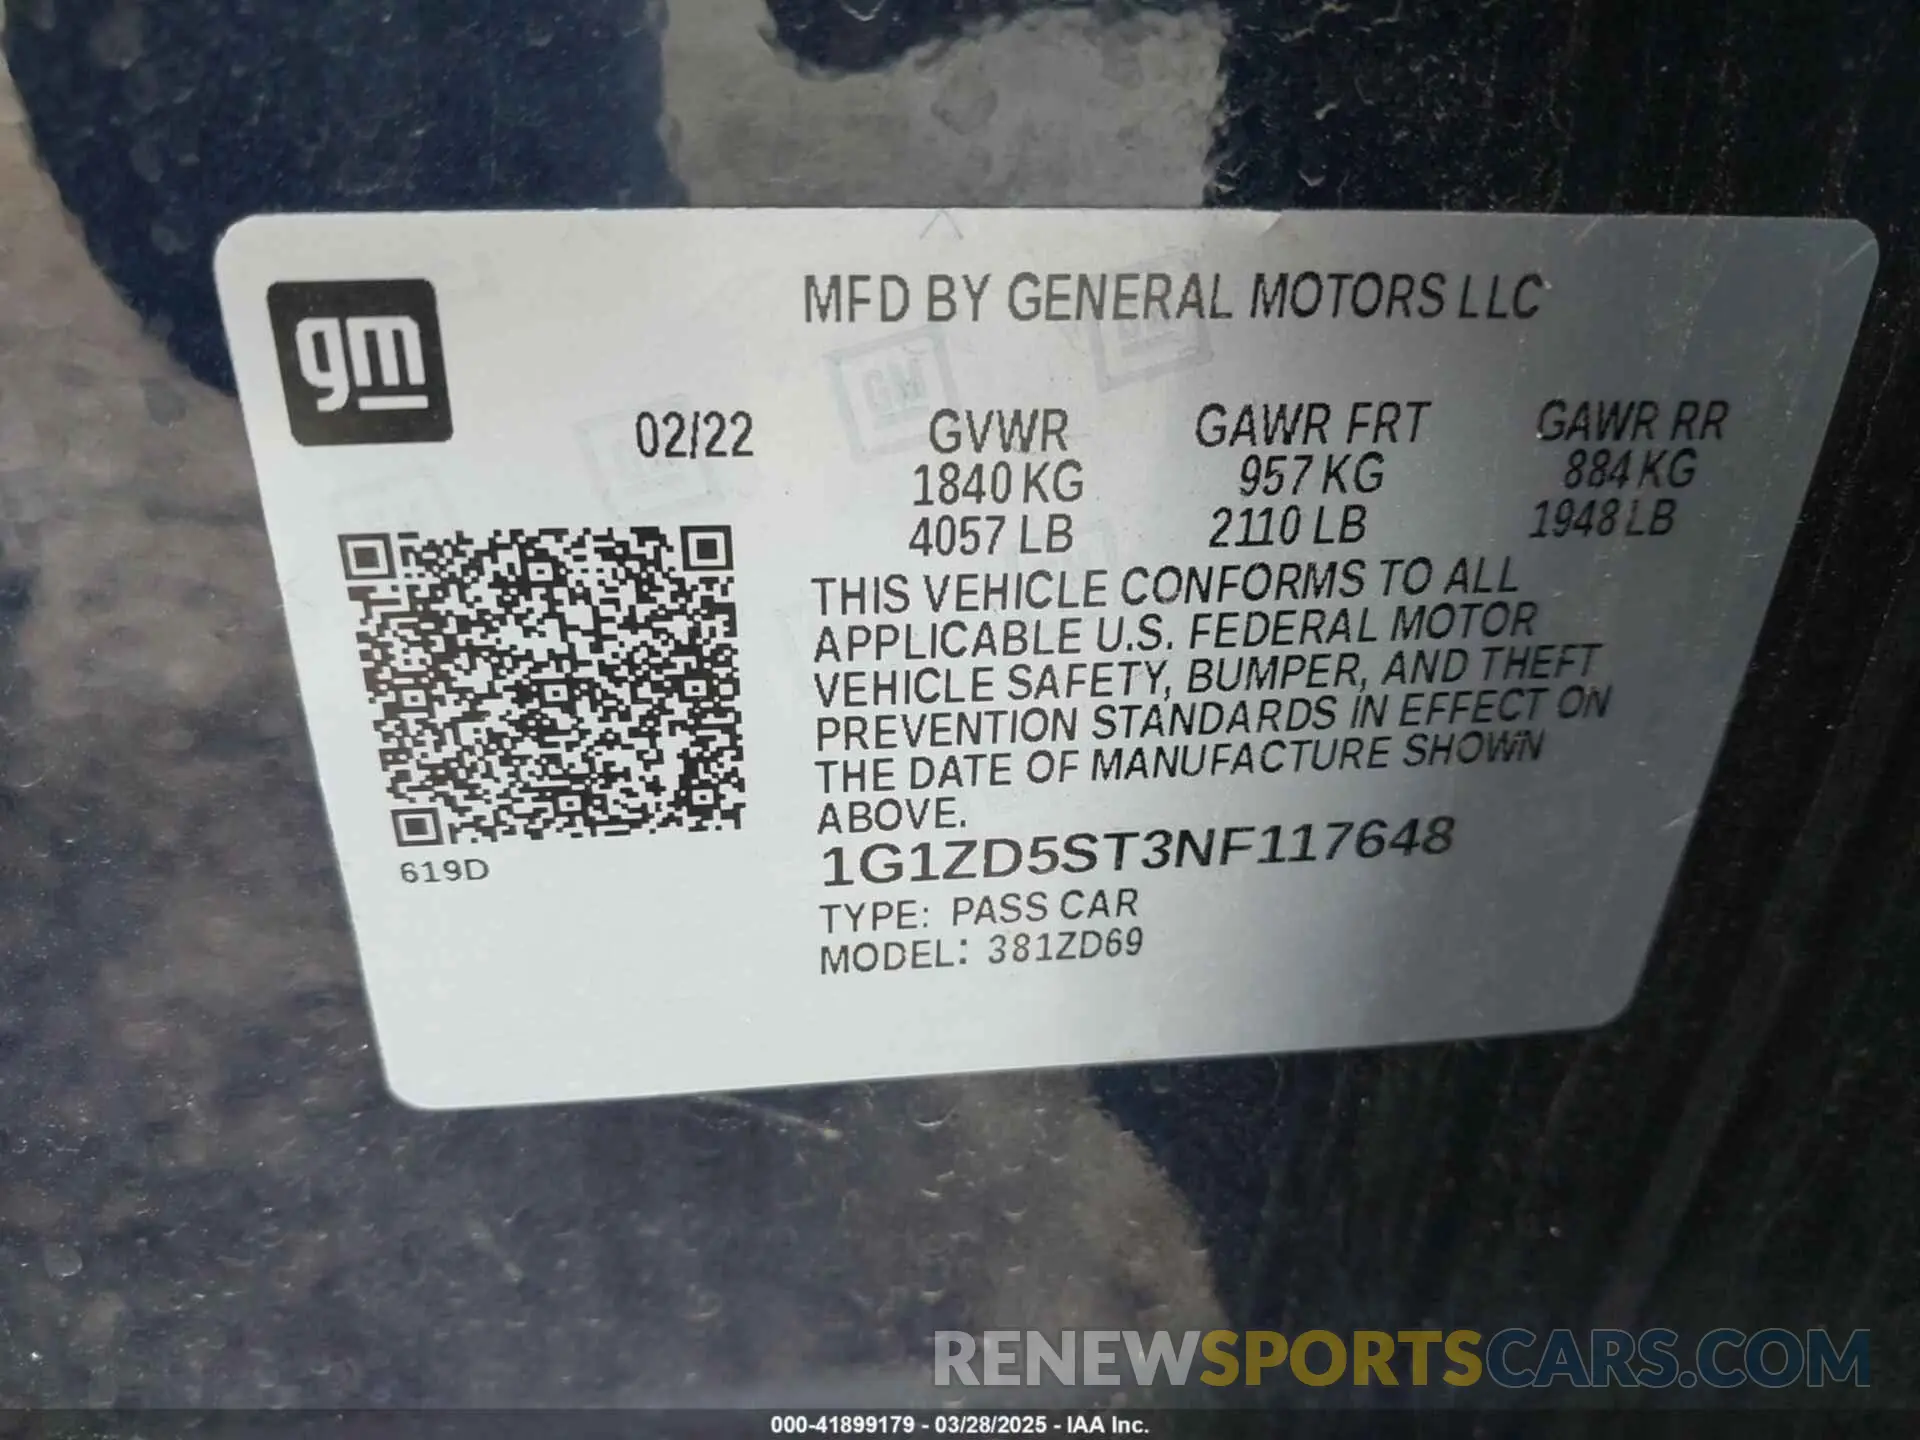 gm
MFD BY GENERAL MOTORS LLC
02/22 GVWR GAWR FRT GAWR RR
1840 KG 957 KG 884 KG
4057 LB 2110 LB 1948 LB
THIS VEHICLE CONFORMS TO ALL
APPLICABLE U.S. FEDERAL MOTOR
VEHICLE SAFETY, BUMPER, AND THEFT
PREVENTION STANDARDS IN EFFECT ON
THE DATE OF MANUFACTURE SHOWN
ABOVE.
619D
1G1ZD5ST3NF117648
TYPE: PASS CAR
MODEL: 381ZD69
RENEWSPORTSCARS.COM
000-41899179 - 03/28/2025 - IAA Inc.